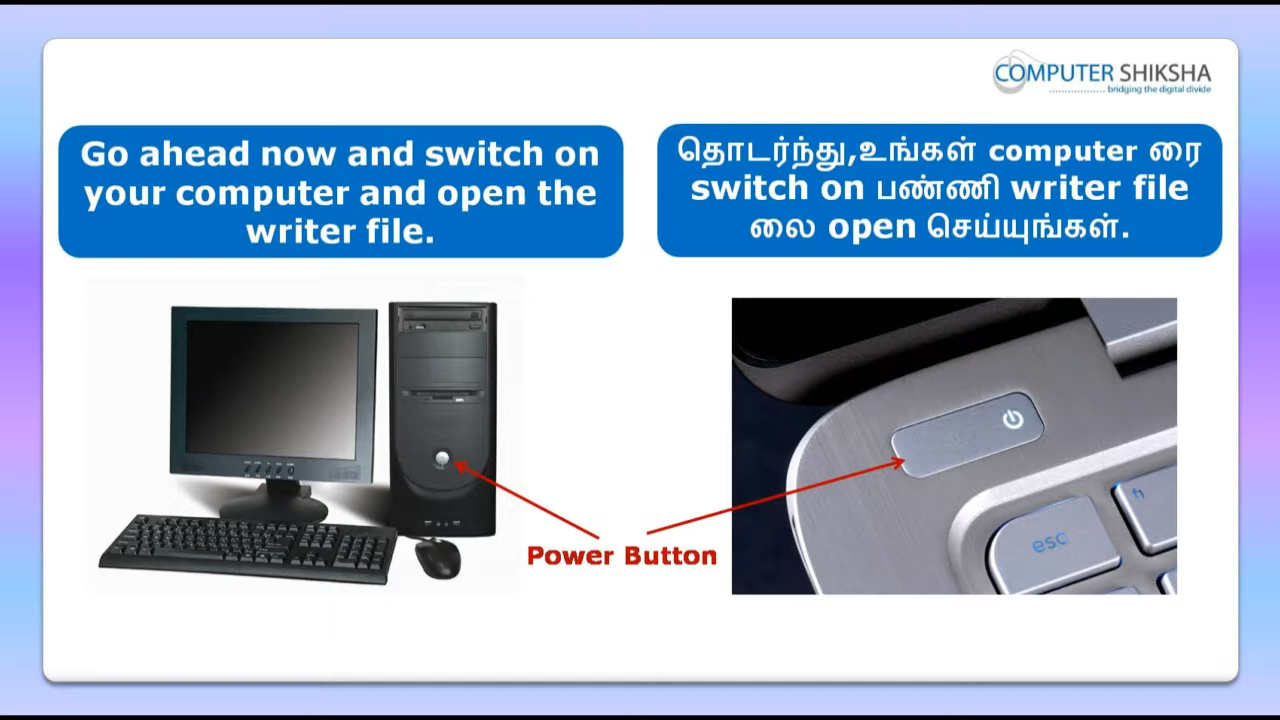 COMPUTER SHIKSHA
bridging the digital divide
Go ahead now and switch on
your computer and open the
writer file.
தொடர்ந்து,உங்கள் computer ரை
switch on பண்ணி writer file
லை open செய்யுங்கள்.
Power Button
esc
f1